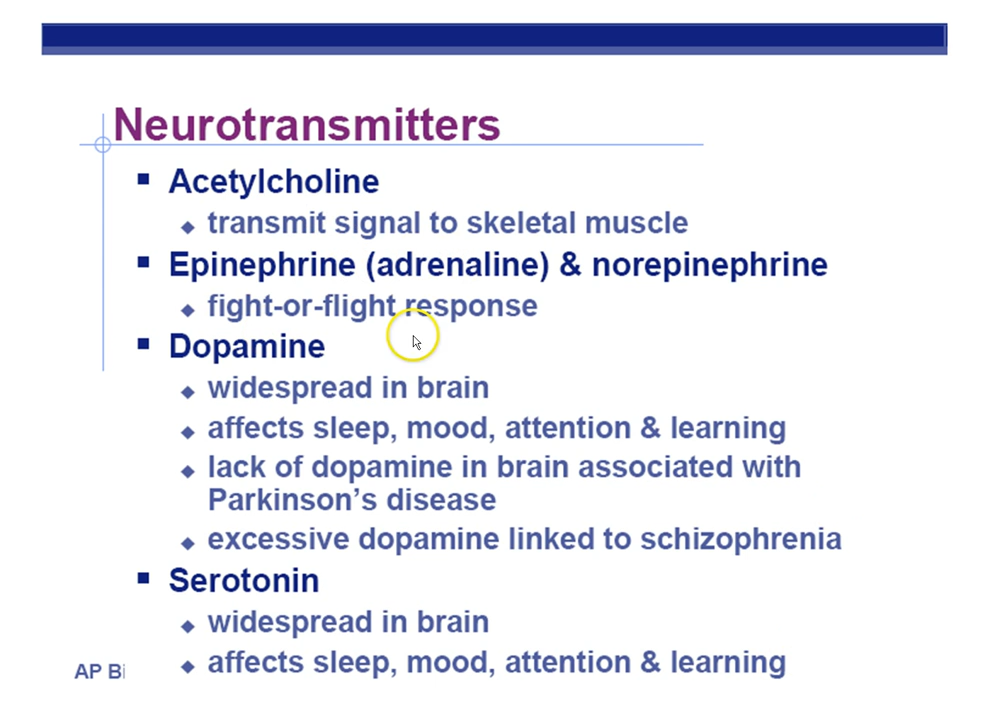 Neurotransmitters
Acetylcholine
transmit signal to skeletal muscle
Epinephrine (adrenaline) & norepinephrine
fight-or-flight response
Dopamine
widespread in brain
affects sleep, mood, attention & learning
lack of dopamine in brain associated with
Parkinson’s disease
excessive dopamine linked to schizophrenia
Serotonin
widespread in brain
affects sleep, mood, attention & learning
AP Bi